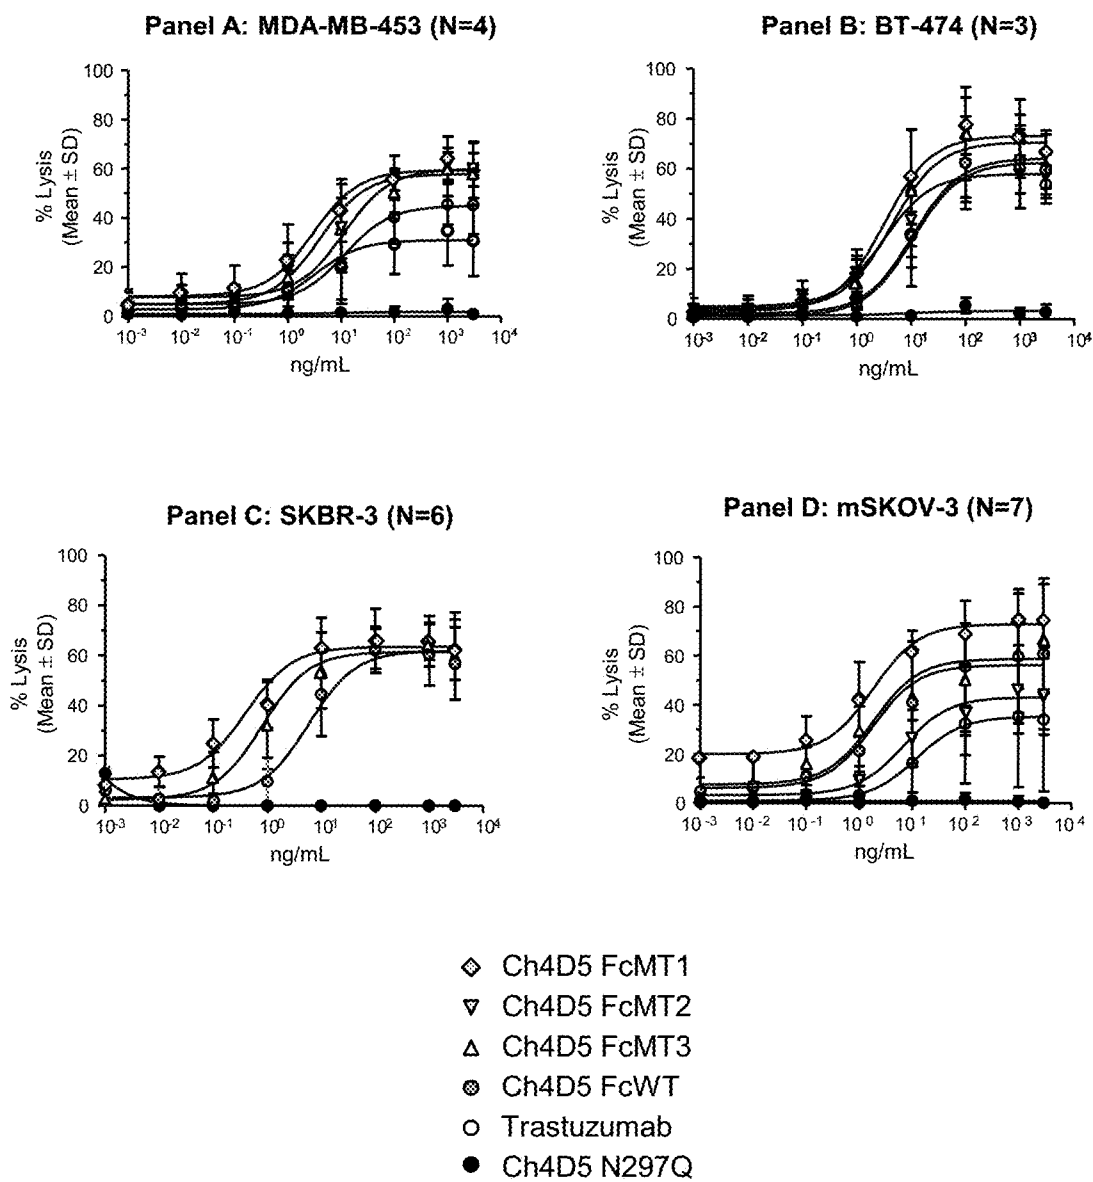 Panel A: MDA-MB-453 (N=4)
% Lysis
(Mean ± SD)
100
80
60
40
20
0
10⁻³ 10⁻² 10⁻¹ 10⁰ 10¹ 10² 10³ 10⁴
ng/mL
Panel B: BT-474 (N=3)
% Lysis
(Mean ± SD)
100
80
60
40
20
0
10⁻³ 10⁻² 10⁻¹ 10⁰ 10¹ 10² 10³ 10⁴
ng/mL
Panel C: SKBR-3 (N=6)
% Lysis
(Mean ± SD)
100
80
60
40
20
0
10⁻³ 10⁻² 10⁻¹ 10⁰ 10¹ 10² 10³ 10⁴
ng/mL
Panel D: mSKOV-3 (N=7)
% Lysis
(Mean ± SD)
100
80
60
40
20
0
10⁻³ 10⁻² 10⁻¹ 10⁰ 10¹ 10² 10³ 10⁴
ng/mL
Ch4D5 FcMT1
Ch4D5 FcMT2
Ch4D5 FcMT3
Ch4D5 FcWT
Trastuzumab
Ch4D5 N297Q